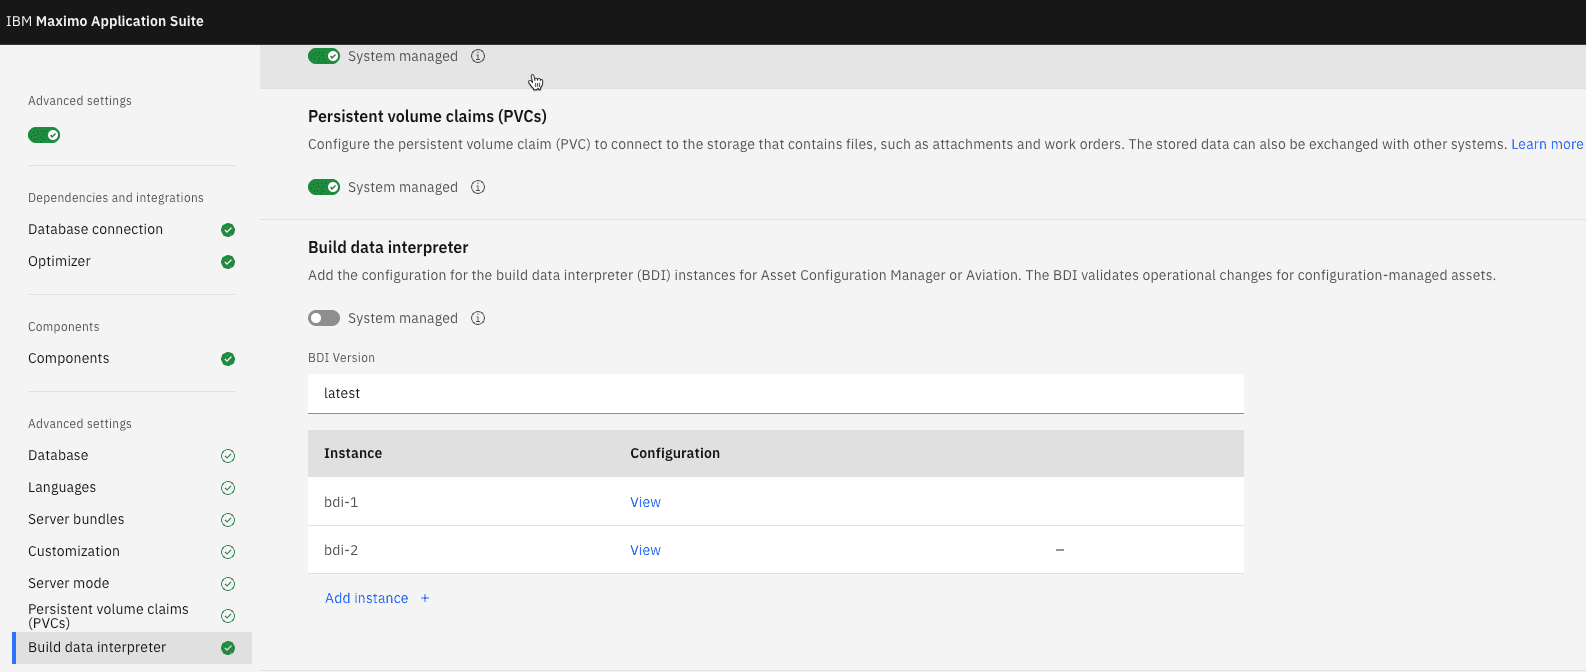 IBM Maximo Application Suite
System managed
Advanced settings
Dependencies and integrations
Database connection
Optimizer
Components
Components
Advanced settings
Database
Languages
Server bundles
Customization
Server mode
Persistent volume claims
(PVCs)
Build data interpreter
Persistent volume claims (PVCs)
Configure the persistent volume claim (PVC) to connect to the storage that contains files, such as attachments and work orders. The stored data can also be exchanged with other systems. Learn more
System managed
Build data interpreter
Add the configuration for the build data interpreter (BDI) instances for Asset Configuration Manager or Aviation. The BDI validates operational changes for configuration-managed assets.
System managed
BDI Version
latest
Instance Configuration
bdi-1 View
bdi-2 View –
Add instance +